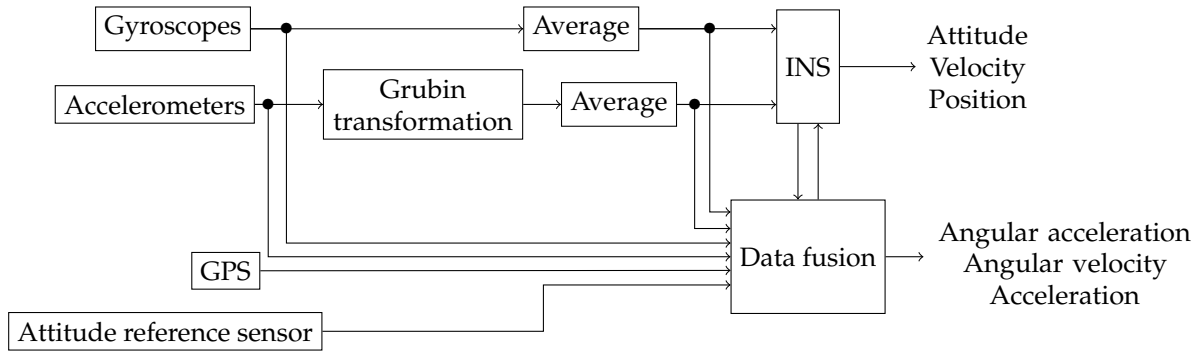 Gyroscopes
Average
INS
Attitude
Velocity
Position
Accelerometers
Grubin
transformation
Average
Data fusion
Angular acceleration
Angular velocity
Acceleration
GPS
Attitude reference sensor